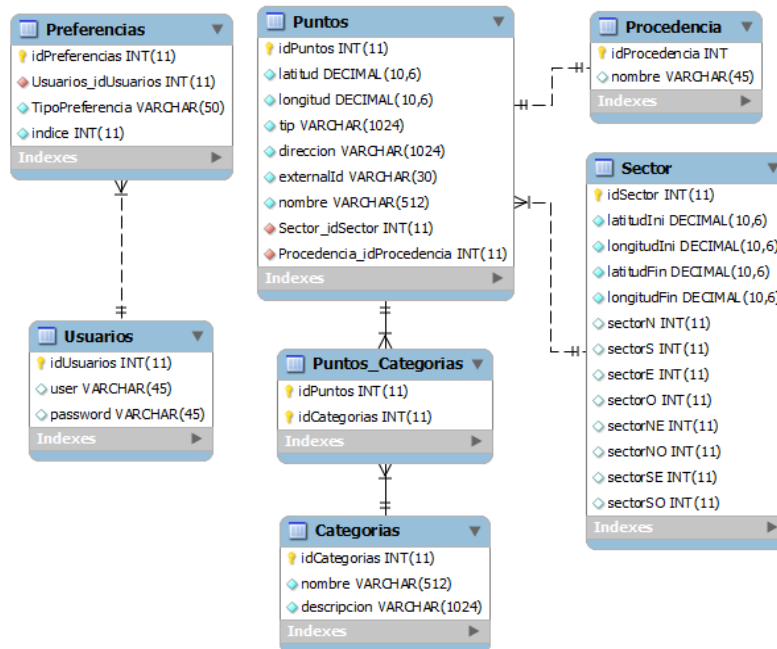 Preferencias
idPreferencias INT(11)
Usuarios_idUsuarios INT(11)
TipoPreferencia VARCHAR(50)
indice INT(11)
Indexes
Puntos
idPuntos INT(11)
latitud DECIMAL(10,6)
longitud DECIMAL(10,6)
tip VARCHAR(1024)
direccion VARCHAR(1024)
externalId VARCHAR(30)
nombre VARCHAR(512)
Sector_idSector INT(11)
Procedencia_idProcedencia INT(11)
Indexes
Procedencia
idProcedencia INT
nombre VARCHAR(45)
Indexes
Sector
idSector INT(11)
latitudIni DECIMAL(10,6)
longitudIni DECIMAL(10,6)
latitudFin DECIMAL(10,6)
longitudFin DECIMAL(10,6)
sectorN INT(11)
sectorS INT(11)
sectorE INT(11)
sectorO INT(11)
sectorNE INT(11)
sectorNO INT(11)
sectorSE INT(11)
sectorSO INT(11)
Indexes
Usuarios
idUsuarios INT(11)
user VARCHAR(45)
password VARCHAR(45)
Indexes
Puntos_Categorias
idPuntos INT(11)
idCategorias INT(11)
Indexes
Categorias
idCategorias INT(11)
nombre VARCHAR(512)
descripcion VARCHAR(1024)
Indexes